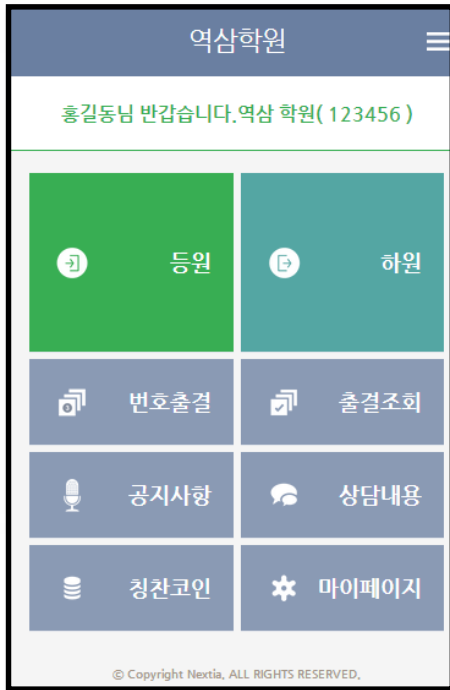 역삼학원
홍길동님 반갑습니다.역삼 학원( 123456 )
등원 하원
번호출결 출결조회
공지사항 상담내용
칭찬코인 마이페이지
© Copyright Nextia, ALL RIGHTS RESERVED,